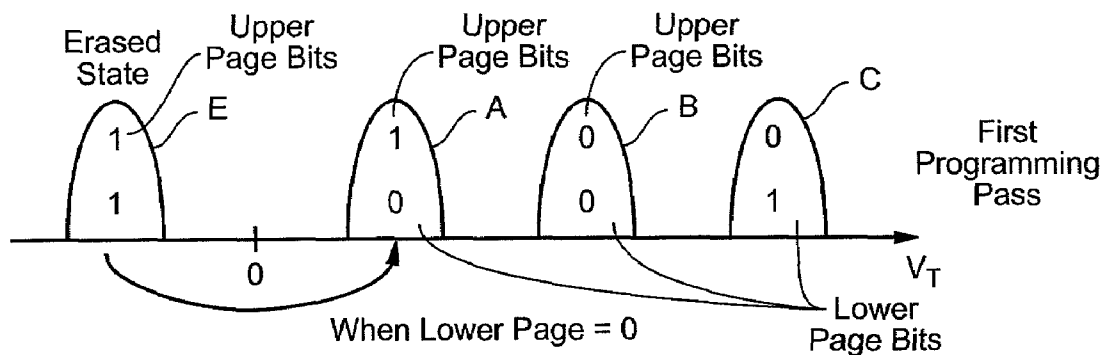 Erased
State
Upper
Page Bits
E
Upper
Page Bits
A
Upper
Page Bits
B
C
1
1
1
0
0
0
0
1
First
Programming
Pass
0
V_T
When Lower Page = 0
Lower
Page Bits